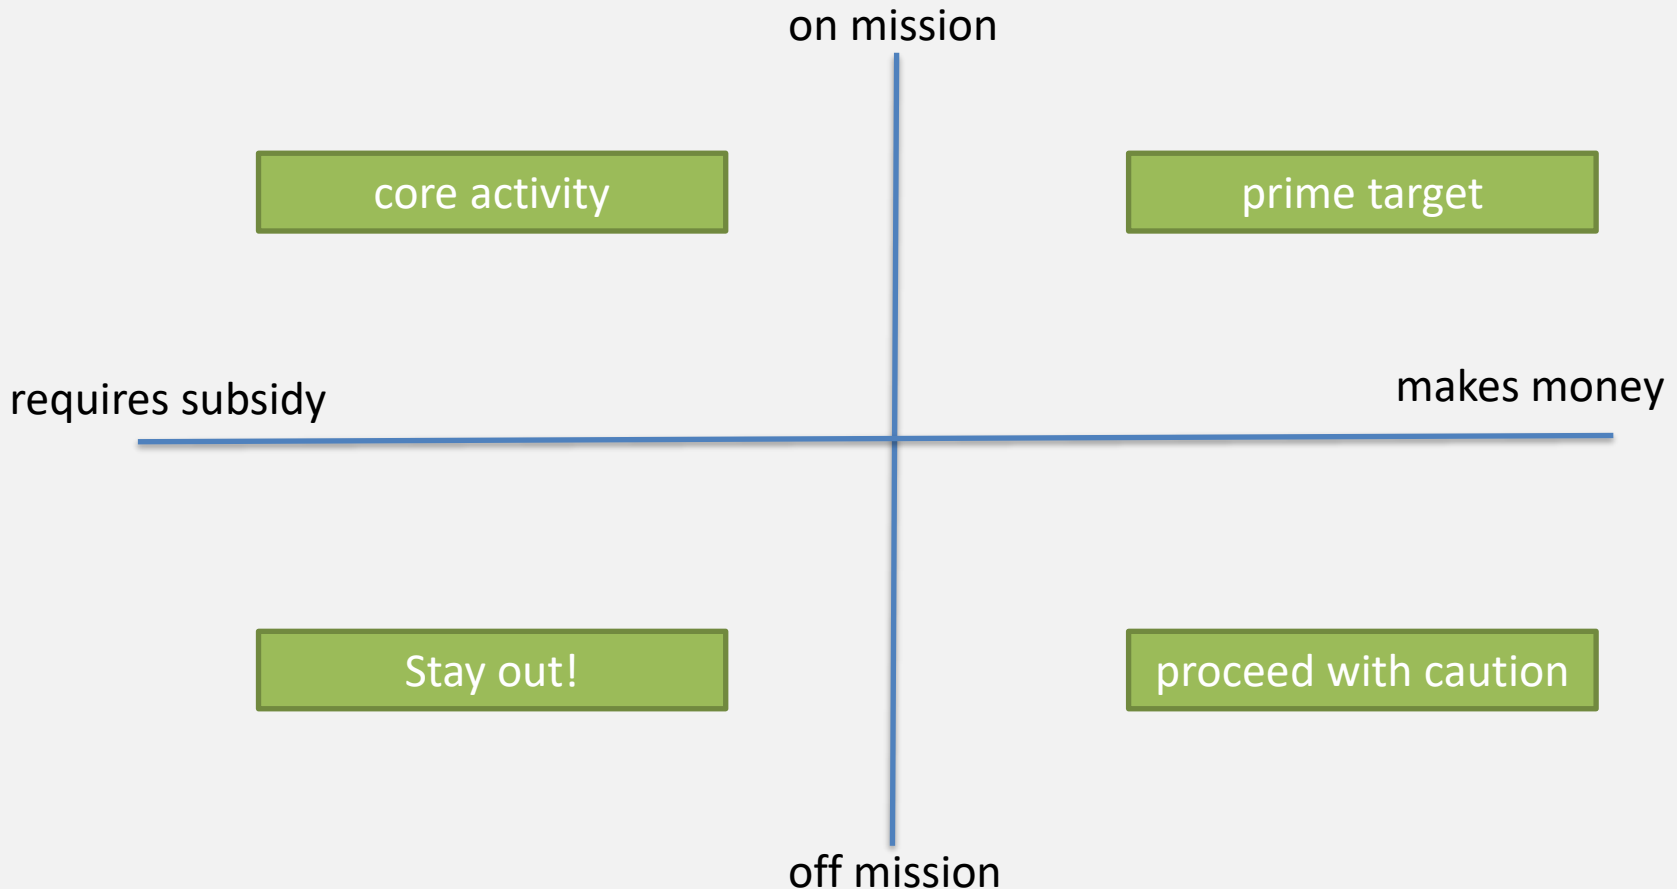 on mission
core activity
prime target
requires subsidy
makes money
Stay out!
proceed with caution
off mission